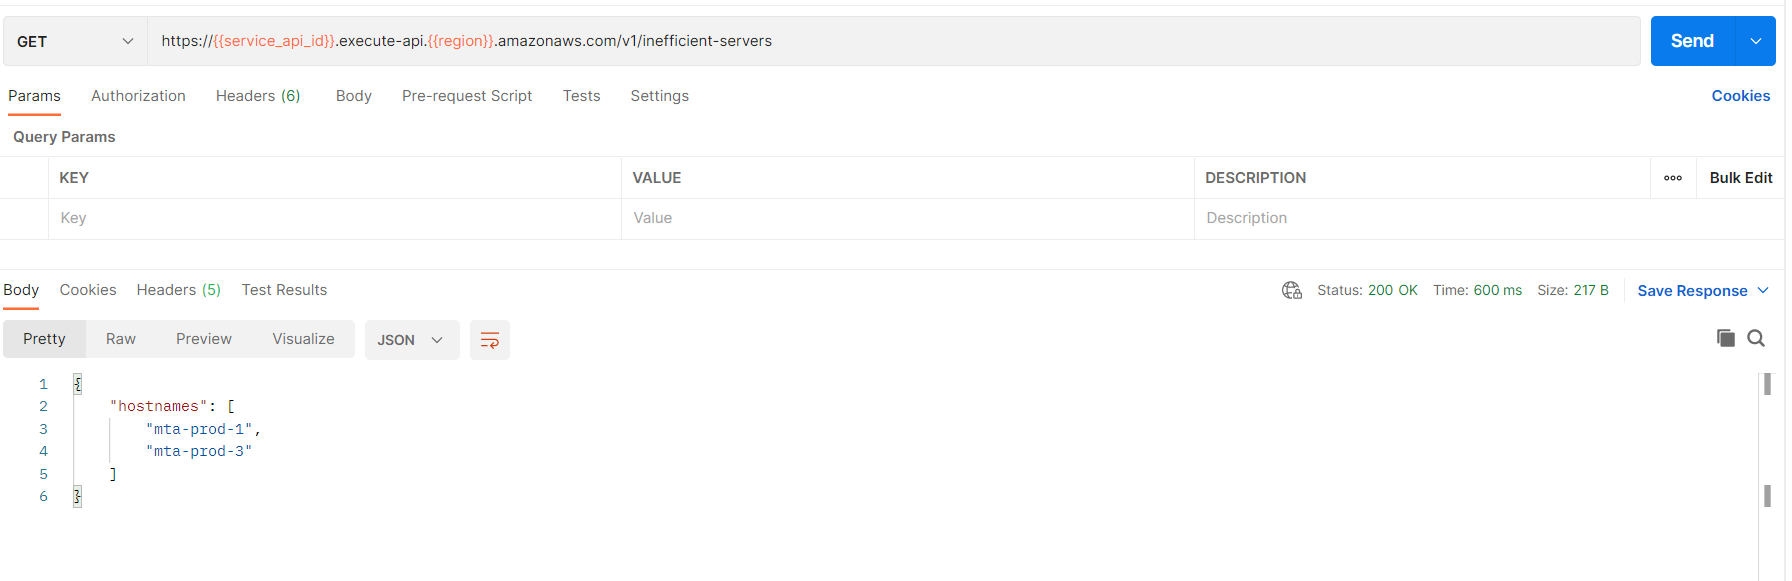 GET https://{{service_api_id}}.execute-api.{{region}}.amazonaws.com/v1/inefficient-servers Send
Params Authorization Headers (6) Body Pre-request Script Tests Settings Cookies
Query Params
KEY VALUE DESCRIPTION ooo Bulk Edit
Key Value Description
Body Cookies Headers (5) Test Results Status: 200 OK Time: 600 ms Size: 217 B Save Response
Pretty Raw Preview Visualize JSON
1 {
2 "hostnames": [
3 "mta-prod-1",
4 "mta-prod-3"
5 ]
6 }